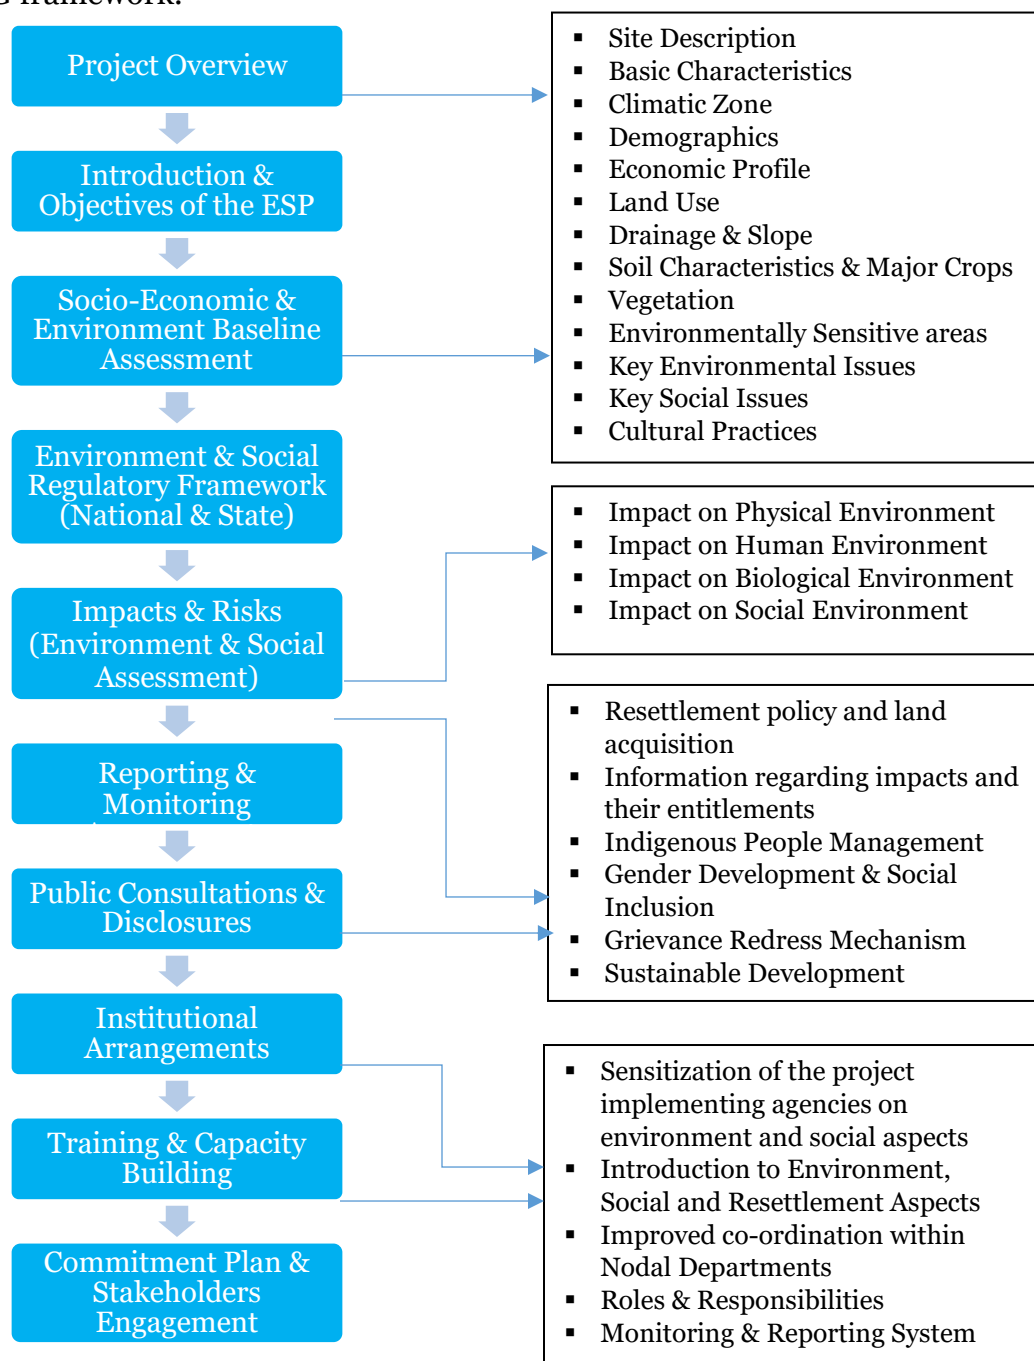 framework.
Project Overview
Introduction &
Objectives of the ESP
Socio-Economic &
Environment Baseline
Assessment
Environment & Social
Regulatory Framework
(National & State)
Impacts & Risks
(Environment & Social
Assessment)
Reporting &
Monitoring
Public Consultations &
Disclosures
Institutional
Arrangements
Training & Capacity
Building
Commitment Plan &
Stakeholders
Engagement
▪ Site Description
▪ Basic Characteristics
▪ Climatic Zone
▪ Demographics
▪ Economic Profile
▪ Land Use
▪ Drainage & Slope
▪ Soil Characteristics & Major Crops
▪ Vegetation
▪ Environmentally Sensitive areas
▪ Key Environmental Issues
▪ Key Social Issues
▪ Cultural Practices
▪ Impact on Physical Environment
▪ Impact on Human Environment
▪ Impact on Biological Environment
▪ Impact on Social Environment
▪ Resettlement policy and land
acquisition
▪ Information regarding impacts and
their entitlements
▪ Indigenous People Management
▪ Gender Development & Social
Inclusion
▪ Grievance Redress Mechanism
▪ Sustainable Development
▪ Sensitization of the project
implementing agencies on
environment and social aspects
▪ Introduction to Environment,
Social and Resettlement Aspects
▪ Improved co-ordination within
Nodal Departments
▪ Roles & Responsibilities
▪ Monitoring & Reporting System